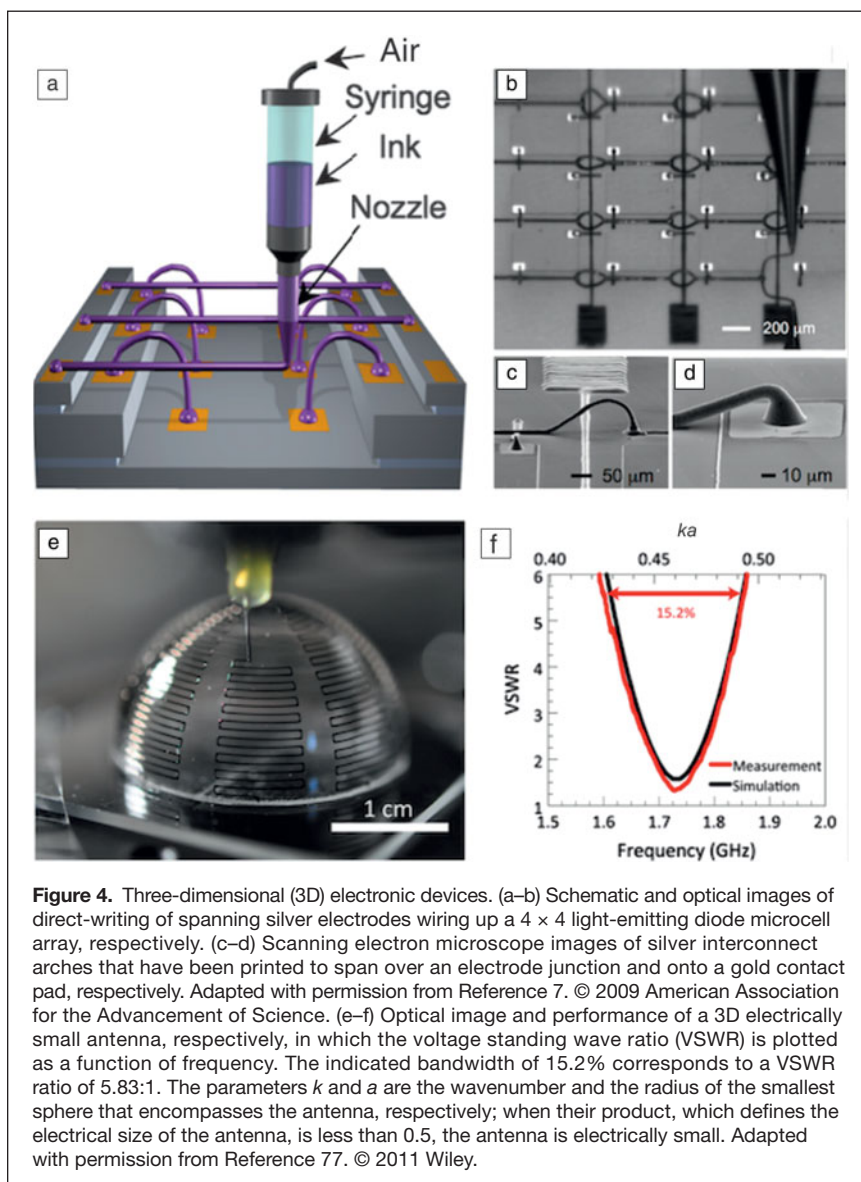 a
Air
Syringe
Ink
Nozzle
b
200 μm
c
50 μm
d
10 μm
e
1 cm
f
ka
0.40 0.45 0.50
6
5
4
3
2
1
VSWR
15.2%
Measurement
Simulation
1.5 1.6 1.7 1.8 1.9 2.0
Frequency (GHz)
Figure 4. Three-dimensional (3D) electronic devices. (a–b) Schematic and optical images of
direct-writing of spanning silver electrodes wiring up a 4 × 4 light-emitting diode microcell
array, respectively. (c–d) Scanning electron microscope images of silver interconnect
arches that have been printed to span over an electrode junction and onto a gold contact
pad, respectively. Adapted with permission from Reference 7. © 2009 American Association
for the Advancement of Science. (e–f) Optical image and performance of a 3D electrically
small antenna, respectively, in which the voltage standing wave ratio (VSWR) is plotted
as a function of frequency. The indicated bandwidth of 15.2% corresponds to a VSWR
ratio of 5.83:1. The parameters k and a are the wavenumber and the radius of the smallest
sphere that encompasses the antenna, respectively; when their product, which defines the
electrical size of the antenna, is less than 0.5, the antenna is electrically small. Adapted
with permission from Reference 77. © 2011 Wiley.